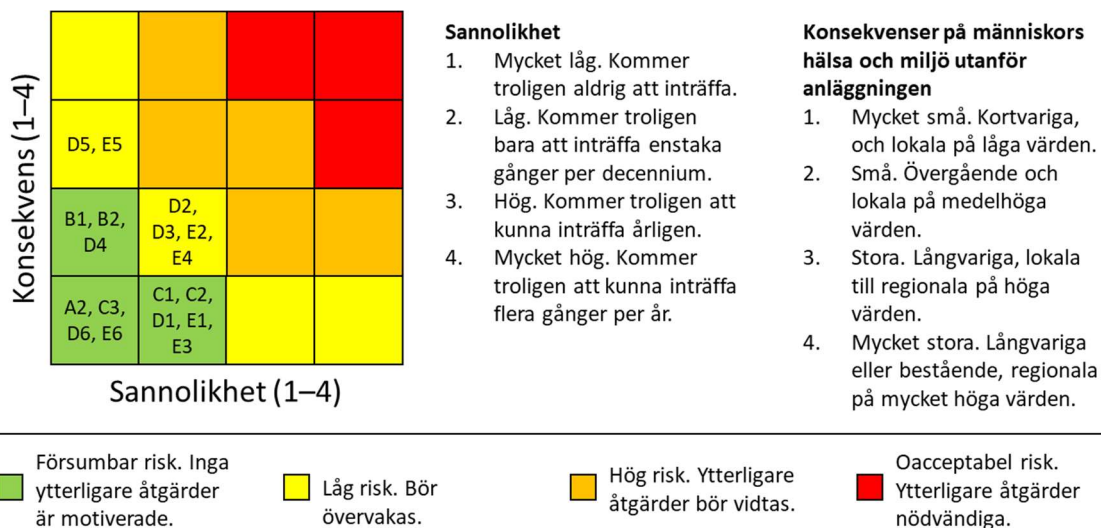 Konsekvens (1–4)
D5, E5
B1, B2,
D4
D2,
D3, E2,
E4
A2, C3,
D6, E6
C1, C2,
D1, E1,
E3
Sannolikhet (1–4)
Sannolikhet
1. Mycket låg. Kommer
troligen aldrig att inträffa.
2. Låg. Kommer troligen
bara att inträffa enstaka
gånger per decennium.
3. Hög. Kommer troligen att
kunna inträffa årligen.
4. Mycket hög. Kommer
troligen att kunna inträffa
flera gånger per år.
Konsekvenser på människors
hälsa och miljö utanför
anläggningen
1. Mycket små. Kortvariga,
och lokala på låga värden.
2. Små. Övergående och
lokala på medelhöga
värden.
3. Stora. Långvariga, lokala
till regionala på höga
värden.
4. Mycket stora. Långvariga
eller bestående, regionala
på mycket höga värden.
Försumbar risk. Inga
ytterligare åtgärder
är motiverade.
Låg risk. Bör
övervakas.
Hög risk. Ytterligare
åtgärder bör vidtas.
Oacceptabel risk.
Ytterligare åtgärder
nödvändiga.